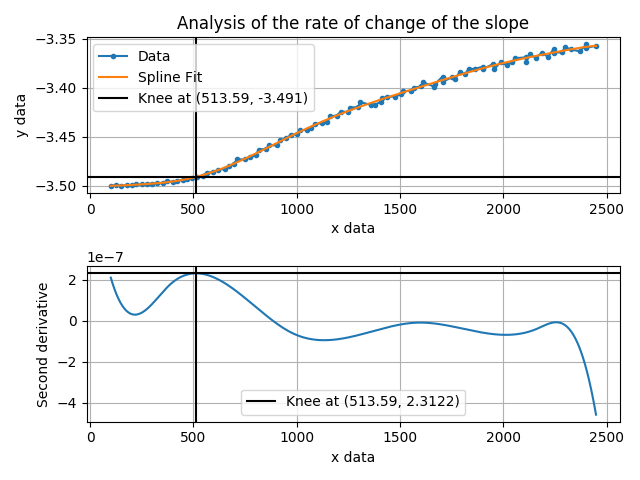 Analysis of the rate of change of the slope
−3.35
−3.40
−3.45
−3.50
y data
Data
Spline Fit
Knee at (513.59, -3.491)
0 500 1000 1500 2000 2500
x data
1e−7
2
0
−2
−4
Second derivative
Knee at (513.59, 2.3122)
0 500 1000 1500 2000 2500
x data